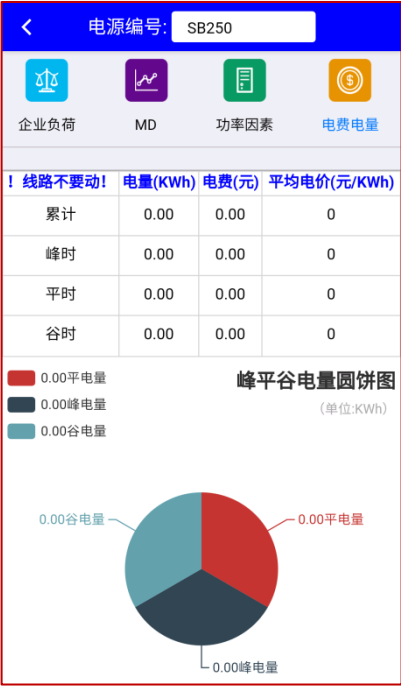 电源编号: SB250
企业负荷 MD 功率因素 电费电量
！线路不要动！ 电量(KWh) 电费(元) 平均电价(元/KWh)
累计 0.00 0.00 0
峰时 0.00 0.00 0
平时 0.00 0.00 0
谷时 0.00 0.00 0
0.00平电量
0.00峰电量
0.00谷电量
峰平谷电量圆饼图
（单位:KWh）
0.00谷电量
0.00平电量
0.00峰电量